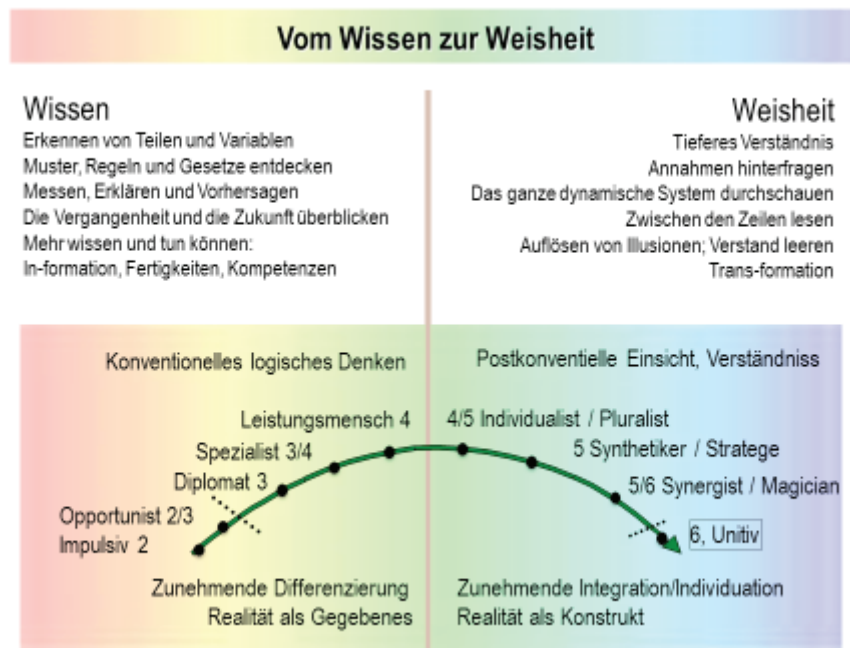 Vom Wissen zur Weisheit
Wissen
Erkennen von Teilen und Variablen
Muster, Regeln und Gesetze entdecken
Messen, Erklären und Vorhersagen
Die Vergangenheit und die Zukunft überblicken
Mehr wissen und tun können:
In-formation, Fertigkeiten, Kompetenzen
Weisheit
Tieferes Verständnis
Annahmen hinterfragen
Das ganze dynamische System durchschauen
Zwischen den Zeilen lesen
Auflösen von Illusionen; Verstand leeren
Trans-formation
Konventionelles logisches Denken
Leistungsmensch 4
Spezialist 3/4
Diplomat 3
Opportunist 2/3
Impulsiv 2
Zunehmende Differenzierung
Realität als Gegebenes
Postkonventielle Einsicht, Verständniss
4/5 Individualist / Pluralist
5 Synthetiker / Stratege
5/6 Synergist / Magician
6, Unitiv
Zunehmende Integration/Individuation
Realität als Konstrukt